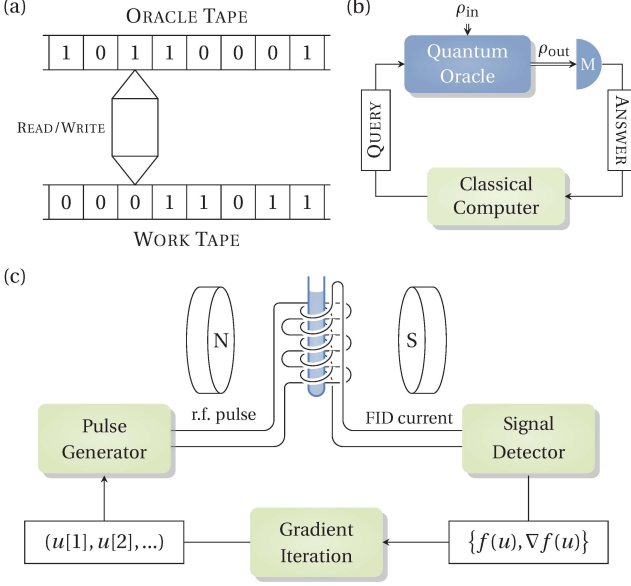 (a)
ORACLE TAPE
1 0 1 1 0 0 0 1
READ/WRITE
0 0 0 1 1 0 1 1
WORK TAPE
(b)
ρin
Quantum
Oracle
ρout
M
QUERY
ANSWER
Classical
Computer
(c)
N
S
r.f. pulse
FID current
Pulse
Generator
Signal
Detector
(u[1], u[2], ...)
Gradient
Iteration
{f(u), ∇f(u)}